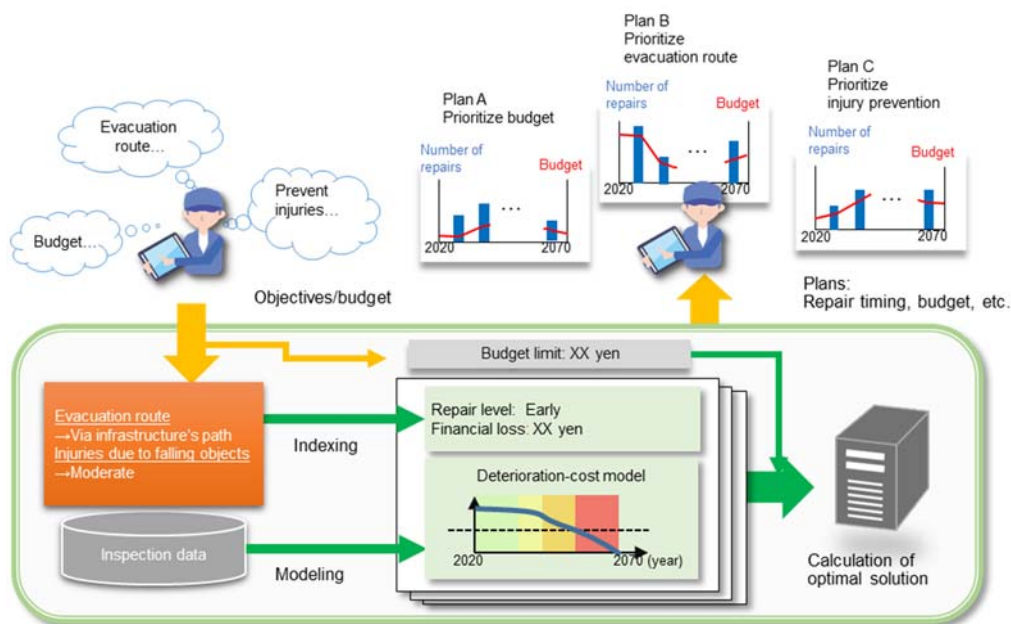 Evacuation
route…
Prevent
injuries…
Budget…
Objectives/budget
Plan A
Prioritize budget
Number of
repairs
Budget
2020
2070
Plan B
Prioritize
evacuation route
Number of
repairs
Budget
…
2020
2070
Plan C
Prioritize
injury prevention
Number of
repairs
Budget
…
2020
2070
Plans:
Repair timing, budget, etc.
Budget limit: XX yen
Evacuation route
→Via infrastructure's path
Injuries due to falling objects
→Moderate
Indexing
Repair level: Early
Financial loss: XX yen
Deterioration-cost model
2020
2070 (year)
Inspection data
Modeling
Calculation of
optimal solution